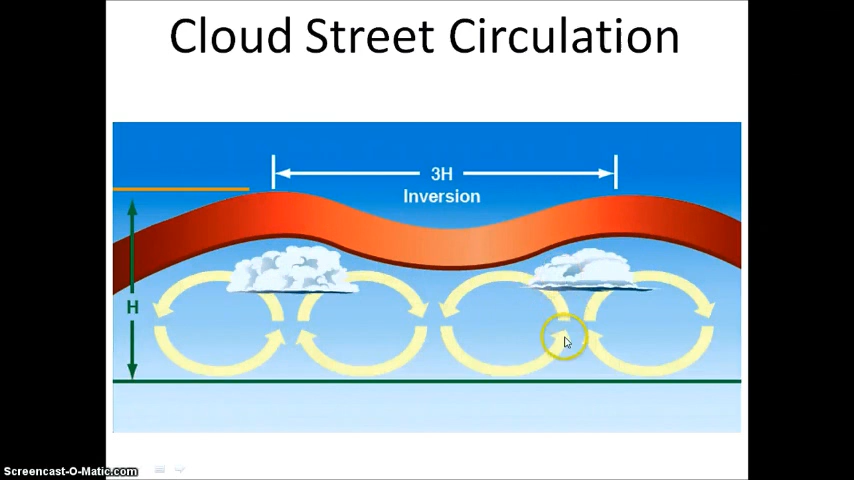 Cloud Street Circulation
3H
Inversion
H
Screencast-O-Matic.com